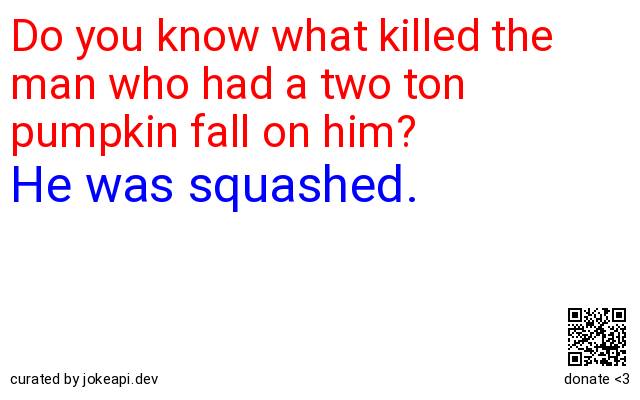 Do you know what killed the
man who had a two ton
pumpkin fall on him?
He was squashed.
curated by jokeapi.dev
donate <3